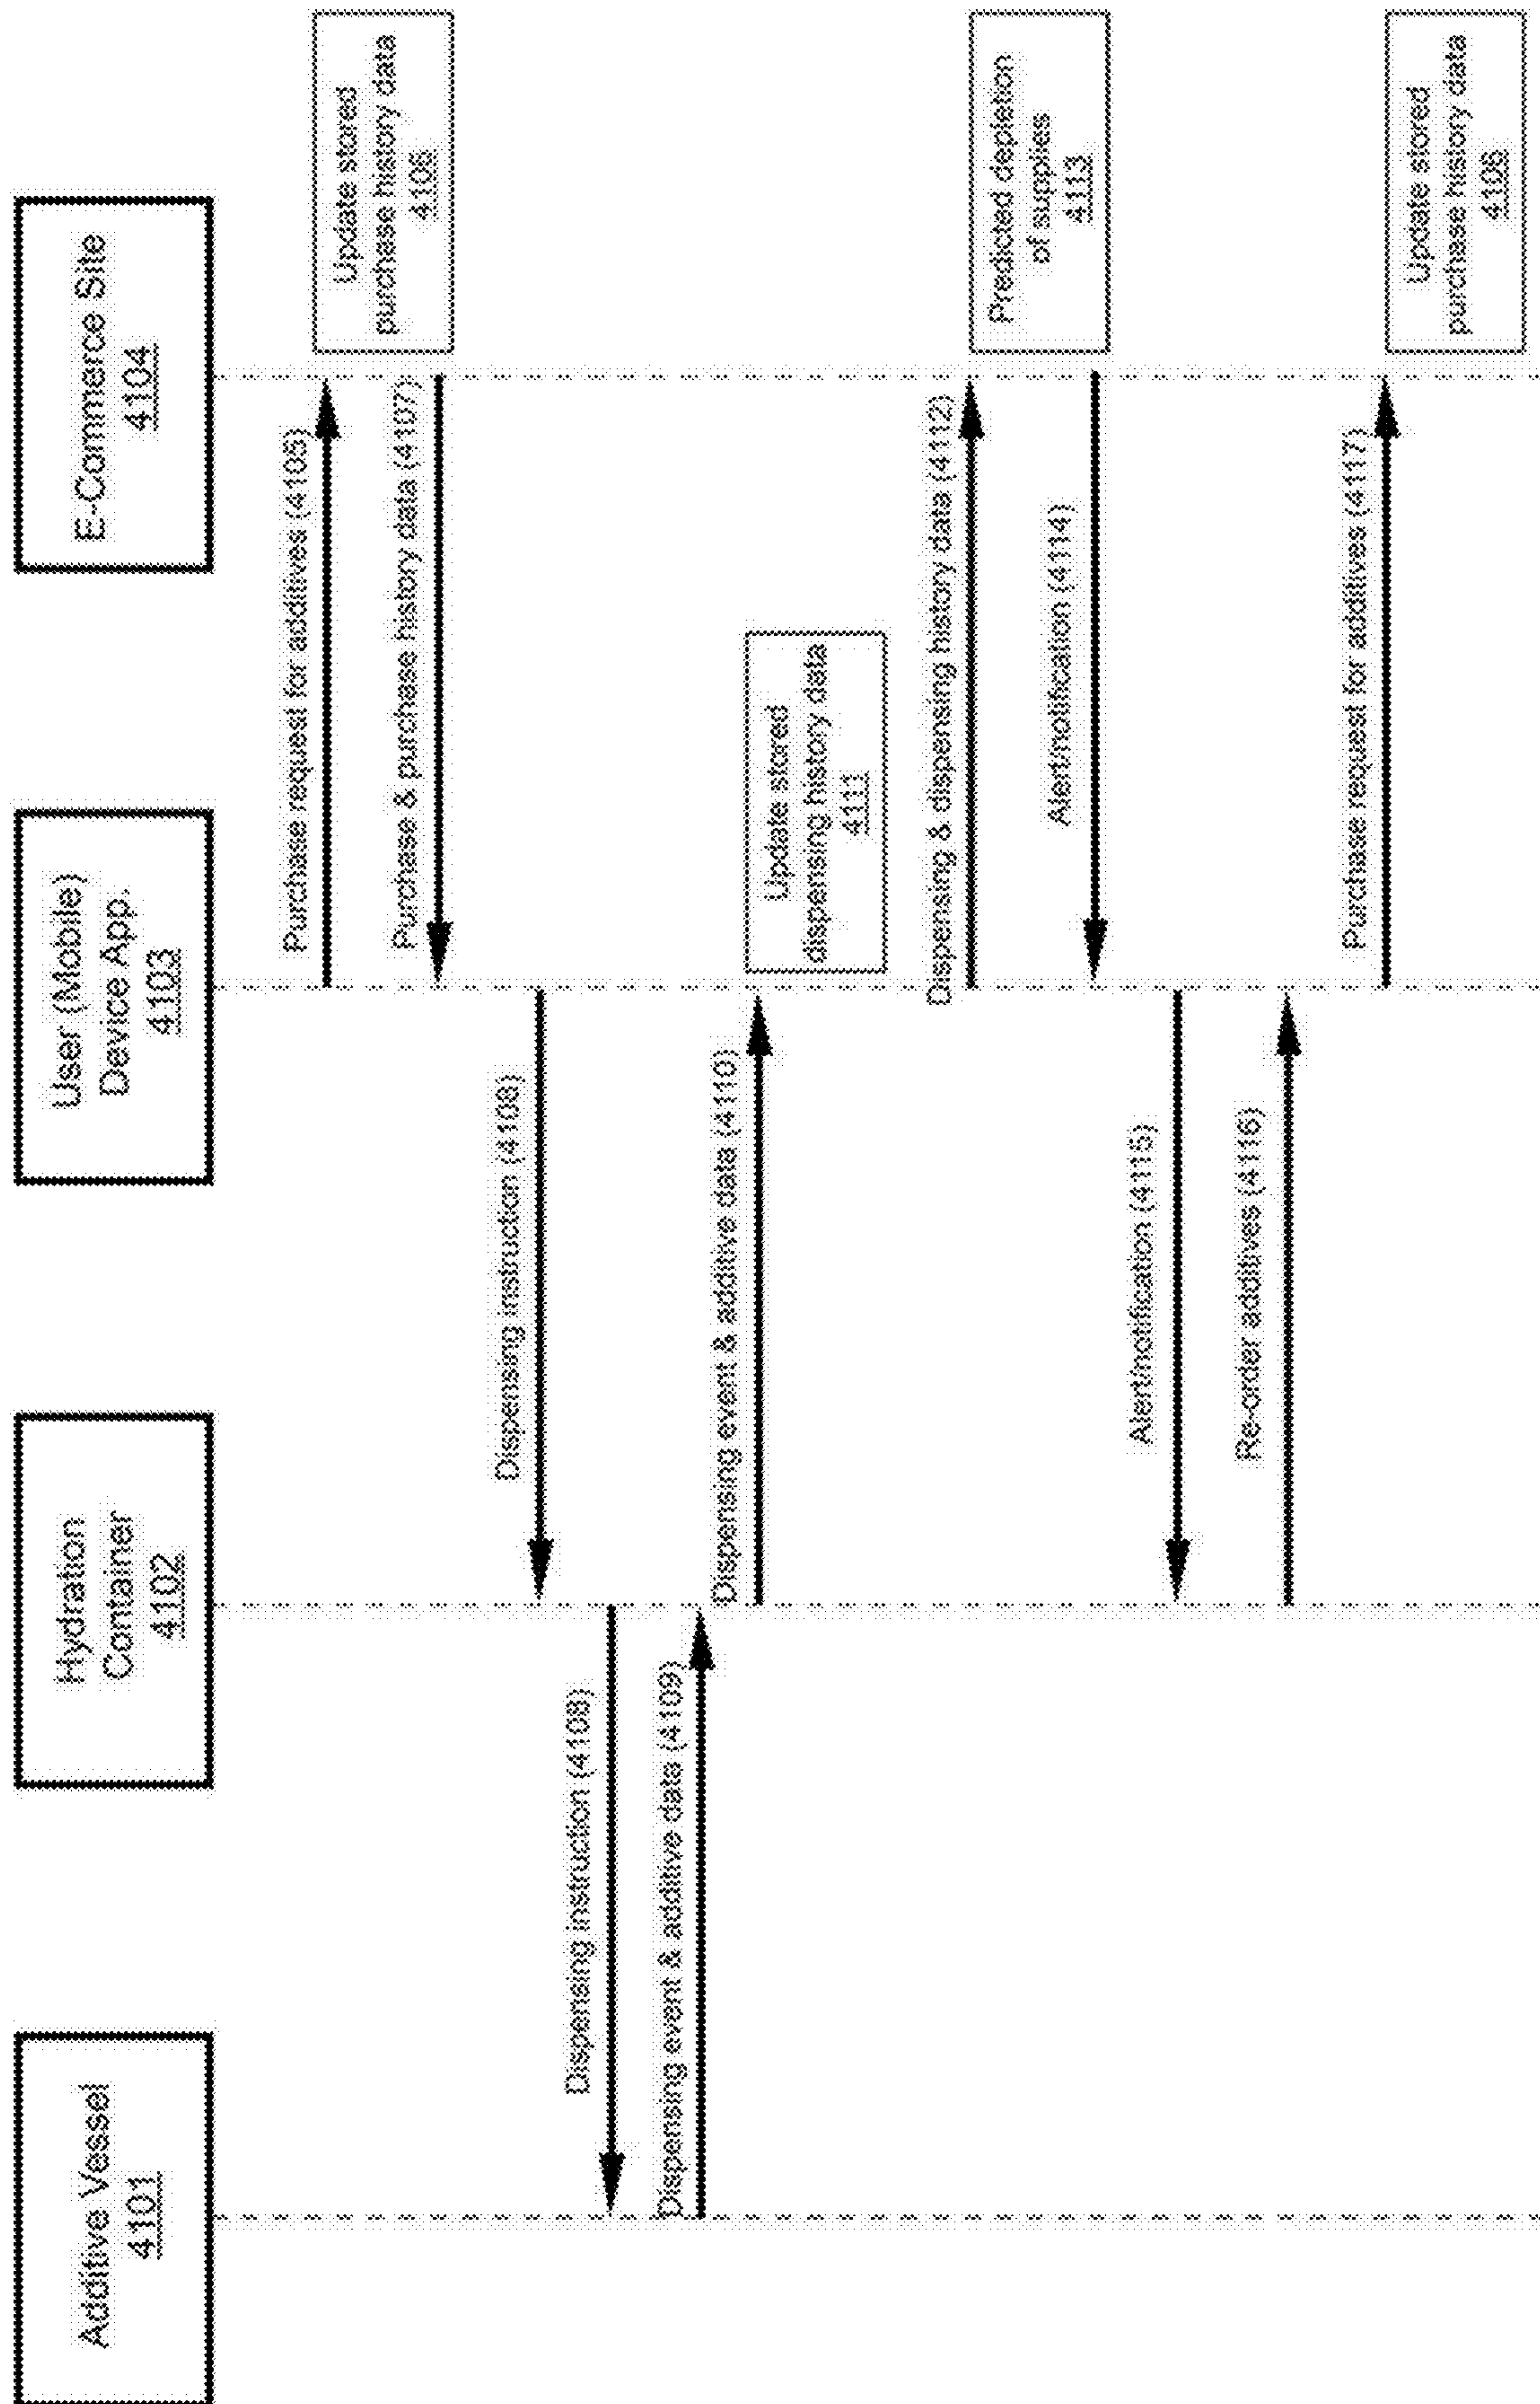 Additive Vessel
4101
Hydration
Container
4102
User (Mobile)
Device App.
4103
E-Commerce Site
4104
Purchase request for additives (4105)
Update stored
purchase history data
4106
Purchase & purchase history data (4107)
Dispensing instruction (4108)
Dispensing instruction (4108)
Dispensing event & additive data (4109)
Dispensing event & additive data (4110)
Update stored
dispensing history data
4111
Dispensing & dispensing history data (4112)
Predicted depletion
of supplies
4113
Alert/notification (4114)
Alert/notification (4115)
Re-order additives (4116)
Purchase request for additives (4117)
Update stored
purchase history data
4106